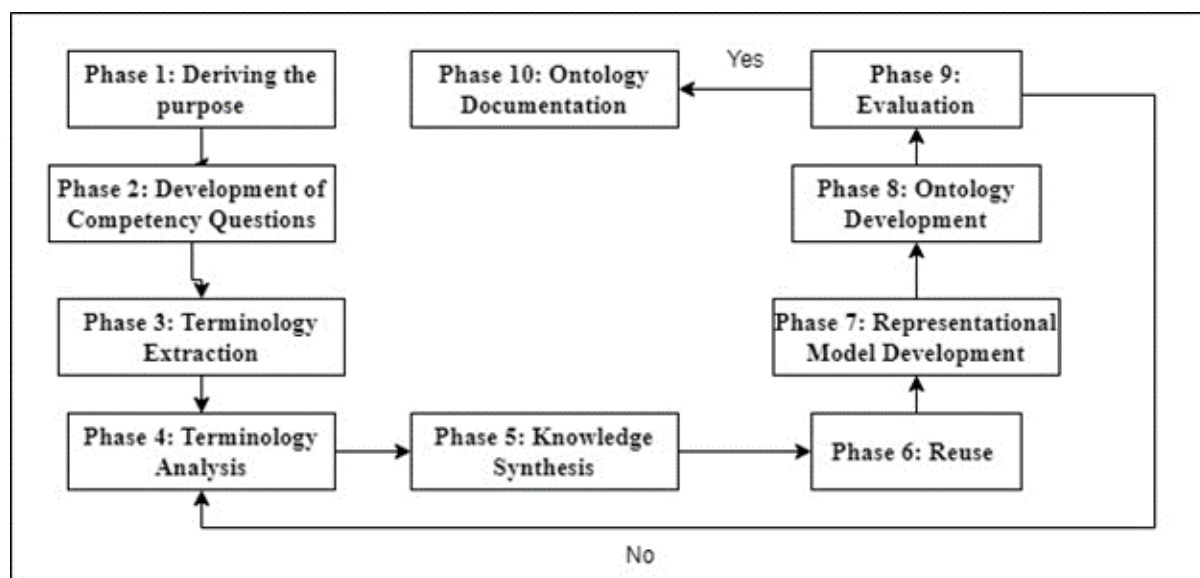 Phase 1: Deriving the
purpose
Phase 2: Development of
Competency Questions
Phase 3: Terminology
Extraction
Phase 4: Terminology
Analysis
Phase 5: Knowledge
Synthesis
Phase 6: Reuse
Phase 7: Representational
Model Development
Phase 8: Ontology
Development
Phase 9:
Evaluation
Yes
Phase 10: Ontology
Documentation
No